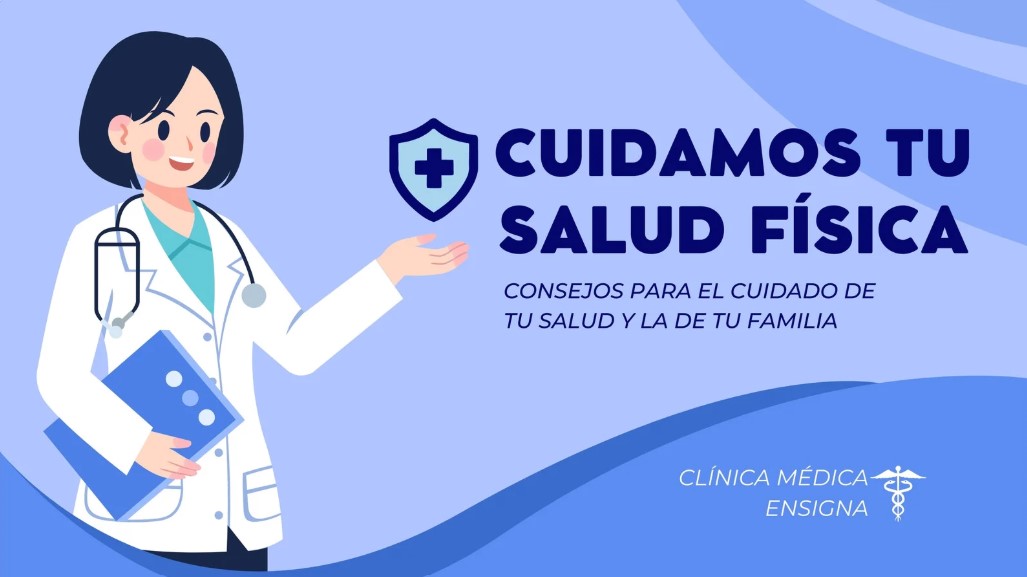 CUIDAMOS TU
SALUD FÍSICA
CONSEJOS PARA EL CUIDADO DE
TU SALUD Y LA DE TU FAMILIA
CLÍNICA MÉDICA
ENSIGNA